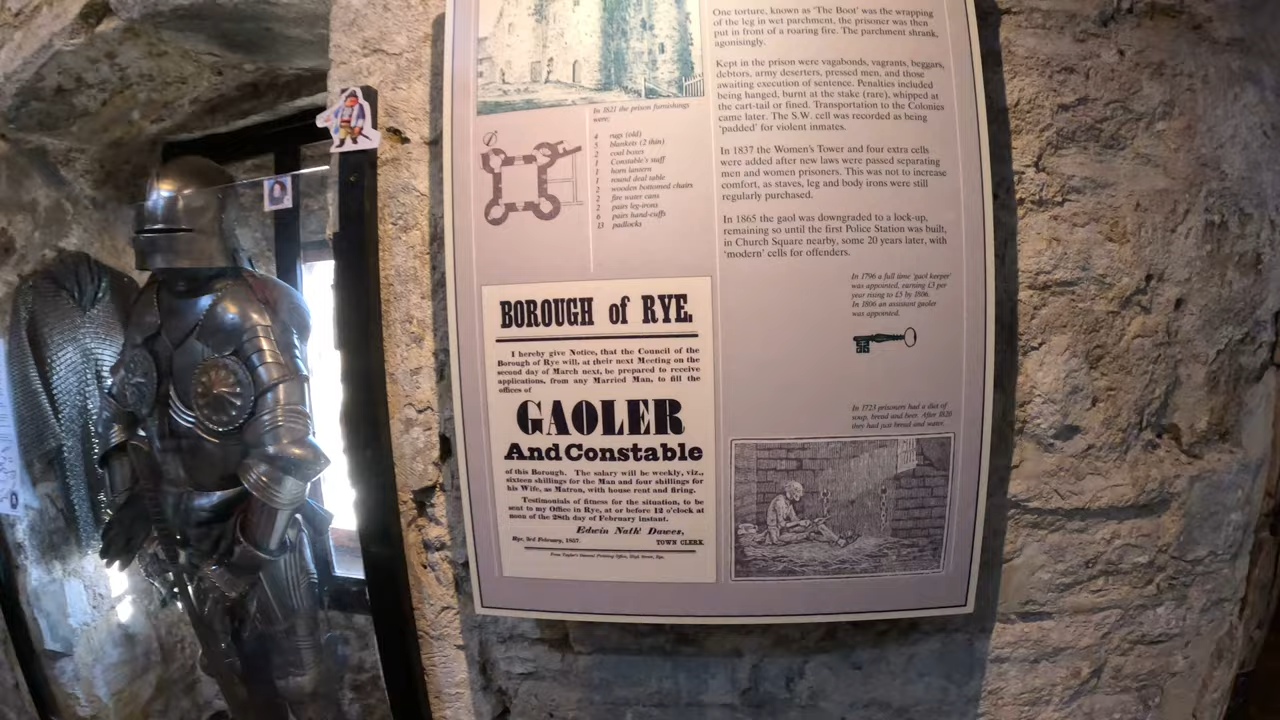 One torture, known as 'The Boot' was the wrapping
of the leg in wet parchment, the prisoner was then
put in front of a roaring fire. The parchment shrank,
agonisingly.
Kept in the prison were vagabonds, vagrants, beggars,
debtors, army deserters, pressed men, and those
awaiting execution of sentence. Penalties included
being hanged, burnt at the stake (rare), whipped at
the cart-tail or fined. Transportation to the Colonies
came later. The S.W. cell was recorded as being
'padded' for violent inmates.
In 1837 the Women's Tower and four extra cells
were added after new laws were passed separating
men and women prisoners. This was not to increase
comfort, as staves, leg and body irons were still
regularly purchased.
In 1865 the gaol was downgraded to a lock-up,
remaining so until the first Police Station was built,
in Church Square nearby, some 20 years later, with
'modern' cells for offenders.
In 1821 the prison furnishings
were;
4 rugs (old)
5 blankets (2 thin)
2 coal boxes
1 Constable's staff
1 horn lantern
1 round deal table
2 wooden bottomed chairs
2 fire water cans
2 pairs leg-irons
6 pairs hand-cuffs
13 padlocks
In 1796 a full time 'gaol keeper'
was appointed, earning £3 per
year rising to £5 by 1806.
In 1806 an assistant gaoler
was appointed.
In 1723 prisoners had a diet of
soup, bread and beer. After 1820
they had just bread and water.
BOROUGH of RYE.
I hereby give Notice, that the Council of the
Borough of Rye will, at their next Meeting on the
second day of March next, be prepared to receive
applications, from any Married Man, to fill the
offices of
GAOLER
And Constable
of this Borough. The salary will be weekly, viz.,
sixteen shillings for the Man and four shillings for
his Wife, as Matron, with house rent and firing.
Testimonials of fitness for the situation, to be
sent to my Office in Rye, at or before 12 o'clock at
noon of the 28th day of February instant.
Edwin Nath' Dawes,
TOWN CLERK.
Rye, 3rd February, 1857.